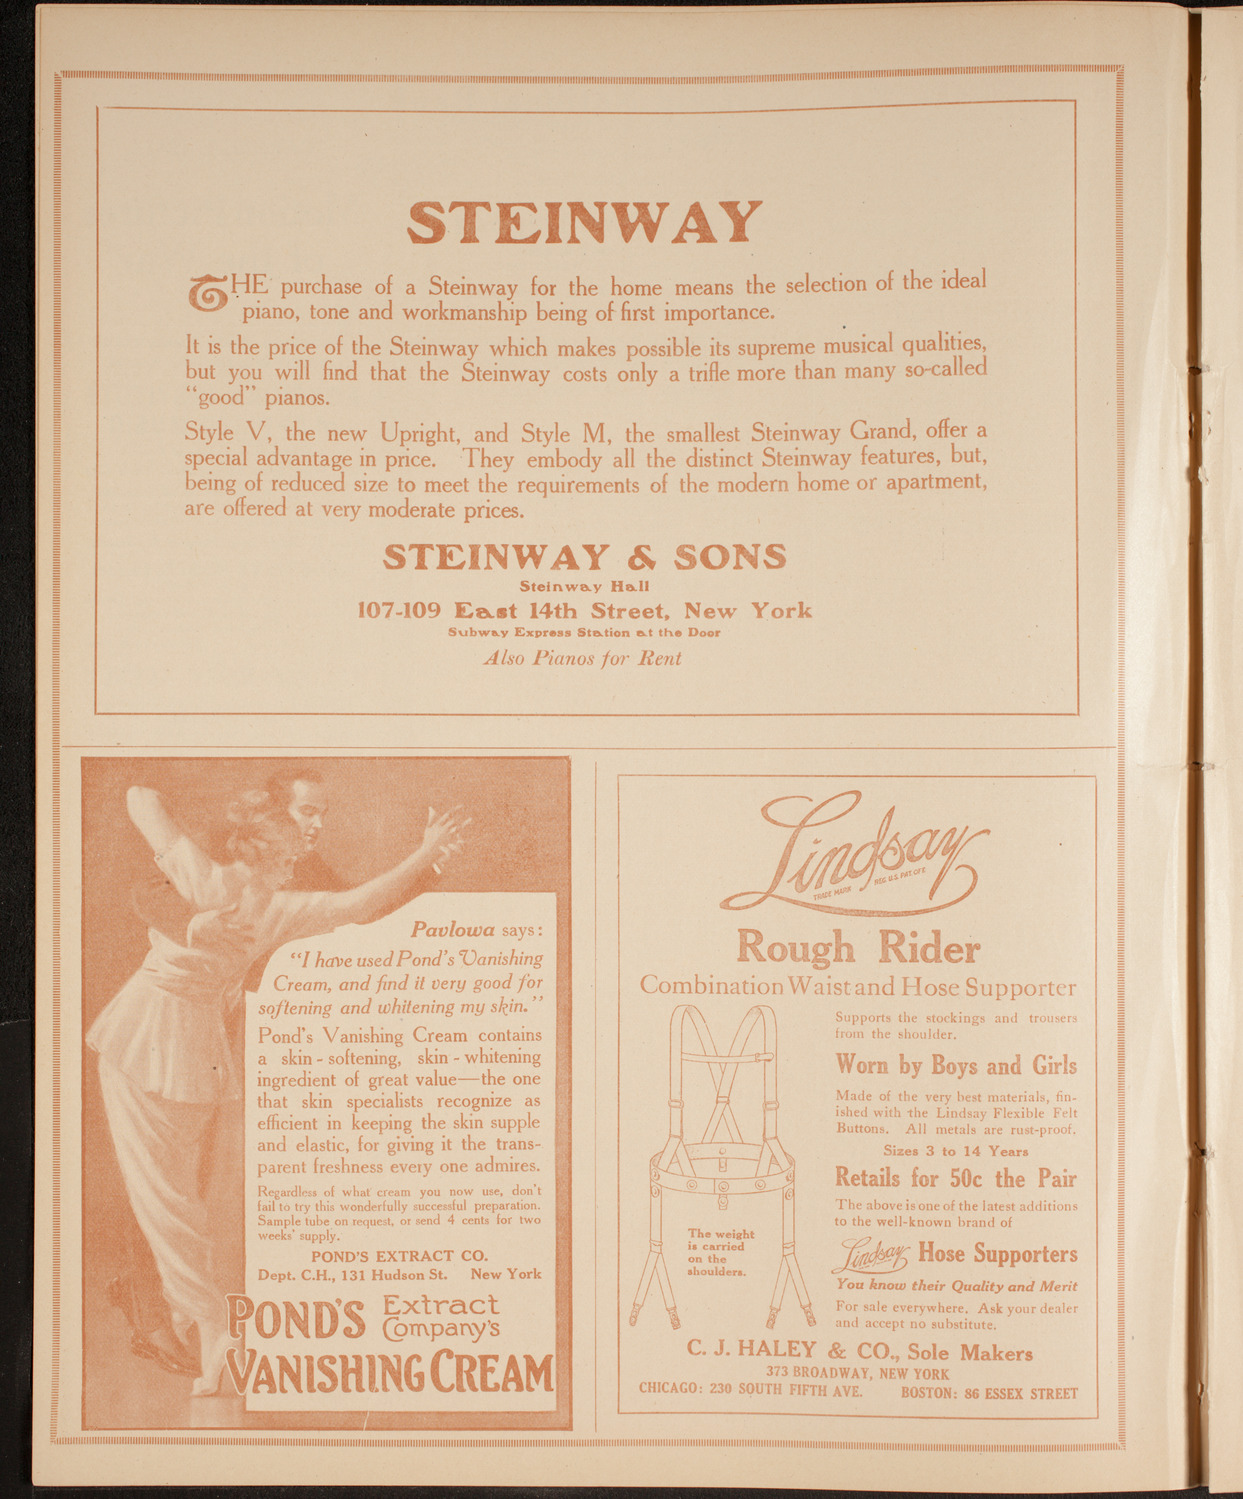 STEINWAY
THE purchase of a Steinway for the home means the selection of the ideal
piano, tone and workmanship being of first importance.
It is the price of the Steinway which makes possible its supreme musical qualities,
but you will find that the Steinway costs only a trifle more than many so-called
"good" pianos.
Style V, the new Upright, and Style M, the smallest Steinway Grand, offer a
special advantage in price. They embody all the distinct Steinway features, but,
being of reduced size to meet the requirements of the modern home or apartment,
are offered at very moderate prices.
STEINWAY & SONS
Steinway Hall
107-109 East 14th Street, New York
Subway Express Station at the Door
Also Pianos for Rent
Pavlowa says:
"I have used Pond's Vanishing
Cream, and find it very good for
softening and whitening my skin."
Pond's Vanishing Cream contains
a skin-softening, skin-whitening
ingredient of great value—the one
that skin specialists recognize as
efficient in keeping the skin supple
and elastic, for giving it the trans-
parent freshness every one admires.
Regardless of what cream you now use, don't
fail to try this wonderfully successful preparation.
Sample tube on request, or send 4 cents for two
weeks' supply.
POND'S EXTRACT CO.
Dept. C.H., 131 Hudson St. New York
POND'S Extract
Company's
VANISHING CREAM
Lindsay
TRADE MARK REG. U.S. PAT. OFF.
Rough Rider
Combination Waist and Hose Supporter
Supports the stockings and trousers
from the shoulder.
Worn by Boys and Girls
Made of the very best materials, fin-
ished with the Lindsay Flexible Felt
Buttons. All metals are rust-proof.
Sizes 3 to 14 Years
Retails for 50c the Pair
The above is one of the latest additions
to the well-known brand of
Lindsay Hose Supporters
You know their Quality and Merit
For sale everywhere. Ask your dealer
and accept no substitute.
The weight
is carried
on the
shoulders.
C. J. HALEY & CO., Sole Makers
373 BROADWAY, NEW YORK
CHICAGO: 230 SOUTH FIFTH AVE. BOSTON: 86 ESSEX STREET